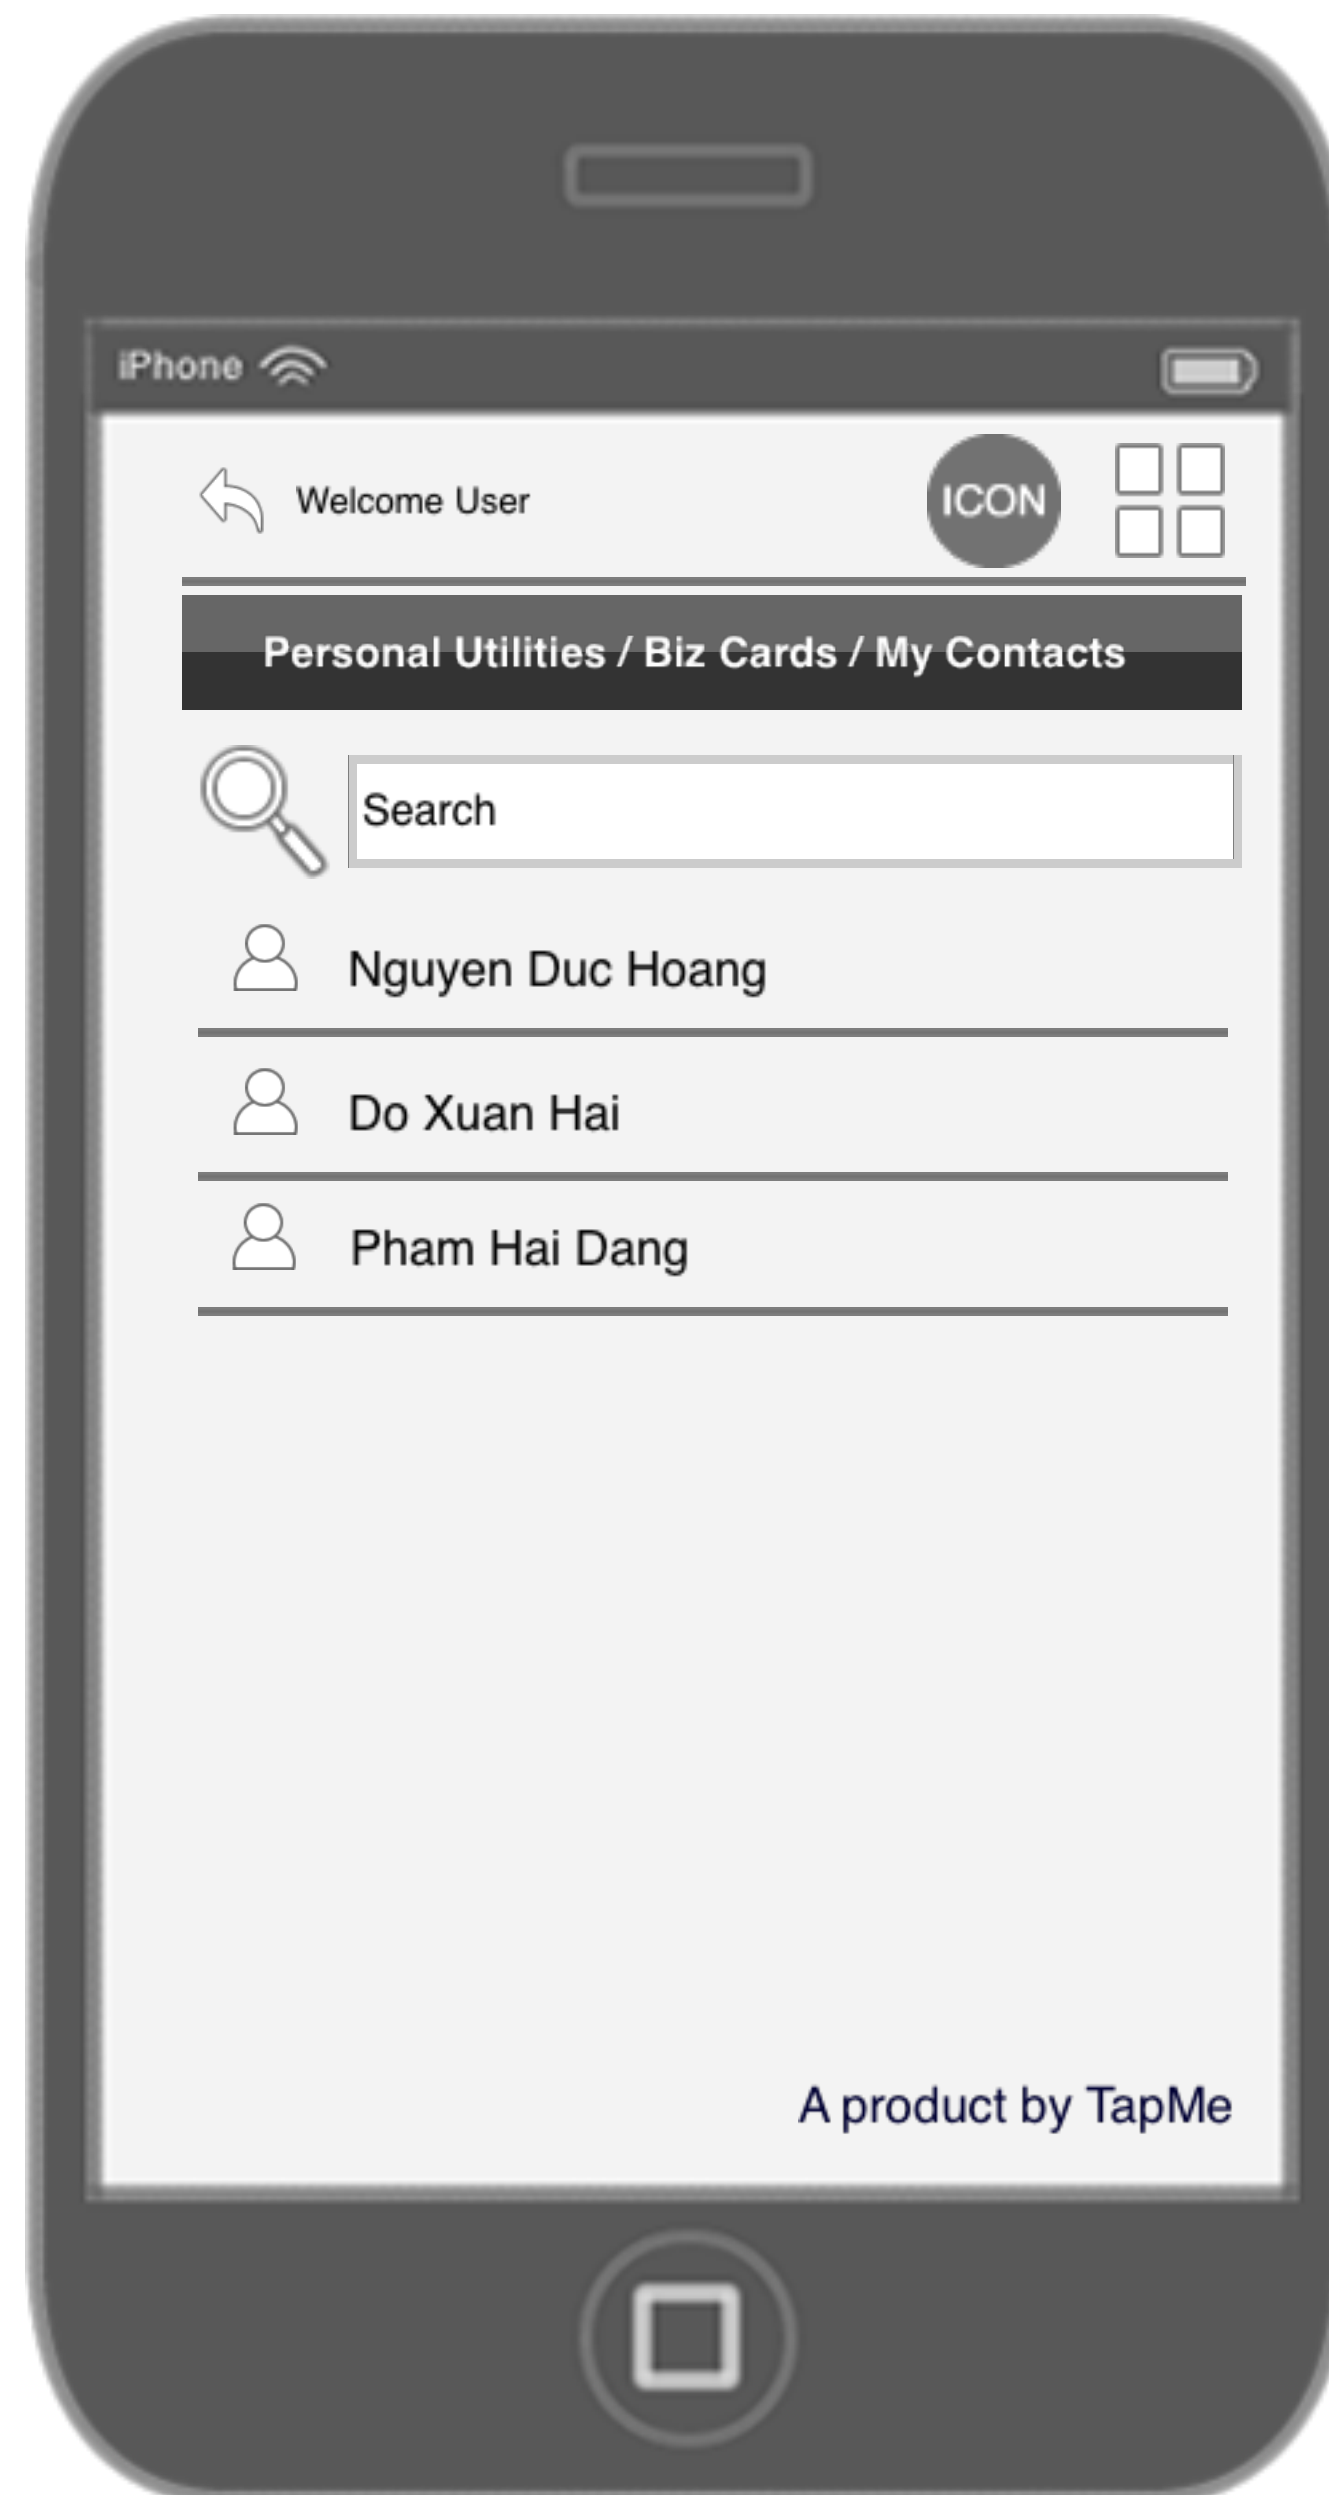 iPhone
Welcome User
ICON
Personal Utilities / Biz Cards / My Contacts
Search
Nguyen Duc Hoang
Do Xuan Hai
Pham Hai Dang
A product by TapMe